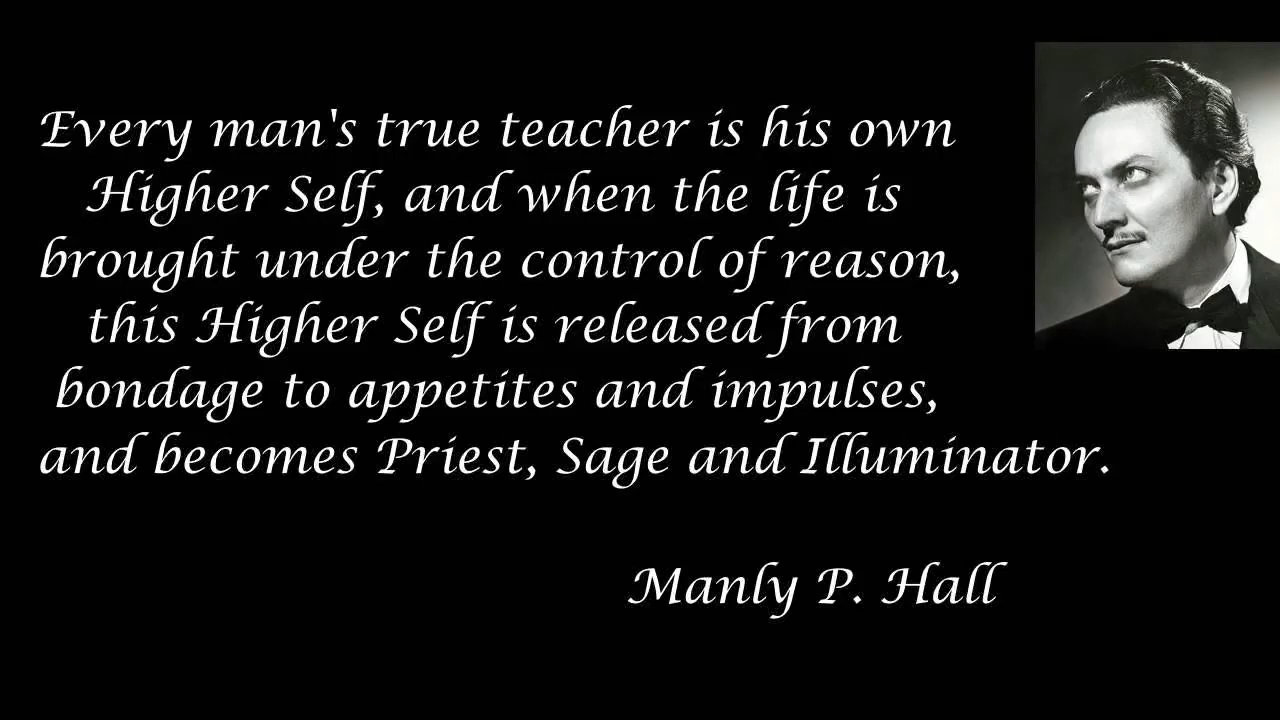 Every man's true teacher is his own
Higher Self, and when the life is
brought under the control of reason,
this Higher Self is released from
bondage to appetites and impulses,
and becomes Priest, Sage and Illuminator.
Manly P. Hall